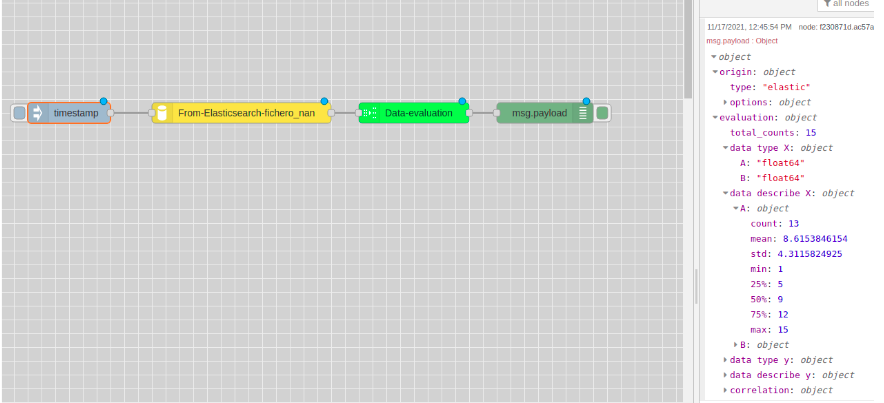 all nodes
11/17/2021, 12:45:54 PM node: f230871d.ac57a
msg.payload : Object
object
origin: object
type: "elastic"
options: object
evaluation: object
total_counts: 15
data type X: object
A: "float64"
B: "float64"
data describe X: object
A: object
count: 13
mean: 8.6153846154
std: 4.3115824925
min: 1
25%: 5
50%: 9
75%: 12
max: 15
B: object
data type y: object
data describe y: object
correlation: object
timestamp
From-Elasticsearch-fichero_nan
Data-evaluation
msg.payload